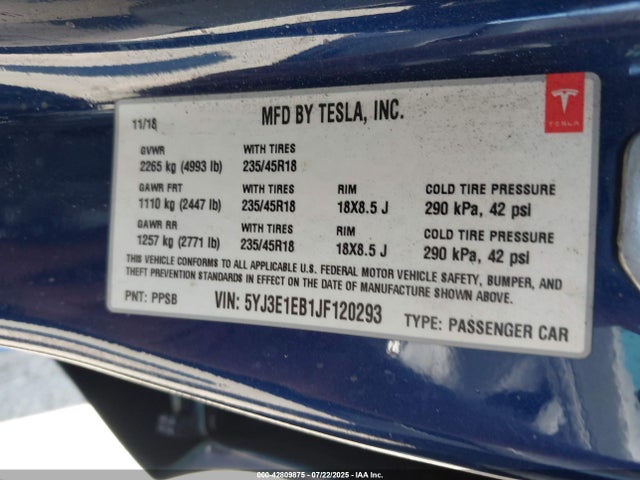 MFD BY TESLA, INC.
TESLA
11/18
GVWR WITH TIRES
2265 kg (4993 lb) 235/45R18
GAWR FRT WITH TIRES RIM COLD TIRE PRESSURE
1110 kg (2447 lb) 235/45R18 18X8.5 J 290 kPa, 42 psi
GAWR RR WITH TIRES RIM COLD TIRE PRESSURE
1257 kg (2771 lb) 235/45R18 18X8.5 J 290 kPa, 42 psi
THIS VEHICLE CONFORMS TO ALL APPLICABLE U.S. FEDERAL MOTOR VEHICLE SAFETY, BUMPER, AND
THEFT PREVENTION STANDARDS IN EFFECT ON THE DATE OF MANUFACTURE SHOWN ABOVE.
PNT: PPSB VIN: 5YJ3E1EB1JF120293 TYPE: PASSENGER CAR
000-42809875 - 07/22/2025 - IAA Inc.